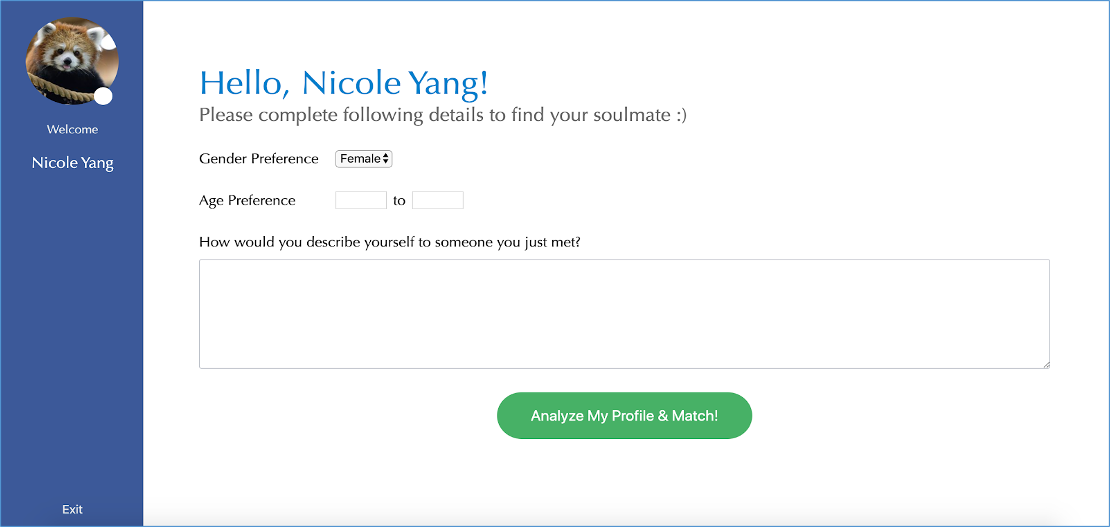 Welcome
Nicole Yang
Exit
Hello, Nicole Yang!
Please complete following details to find your soulmate :)
Gender Preference Female
Age Preference to
How would you describe yourself to someone you just met?
Analyze My Profile & Match!